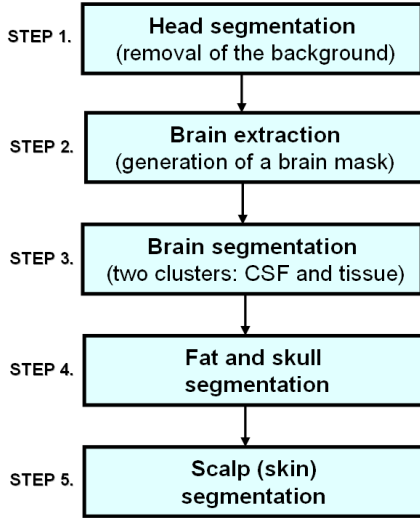 STEP 1.
Head segmentation
(removal of the background)
STEP 2.
Brain extraction
(generation of a brain mask)
STEP 3.
Brain segmentation
(two clusters: CSF and tissue)
STEP 4.
Fat and skull
segmentation
STEP 5.
Scalp (skin)
segmentation